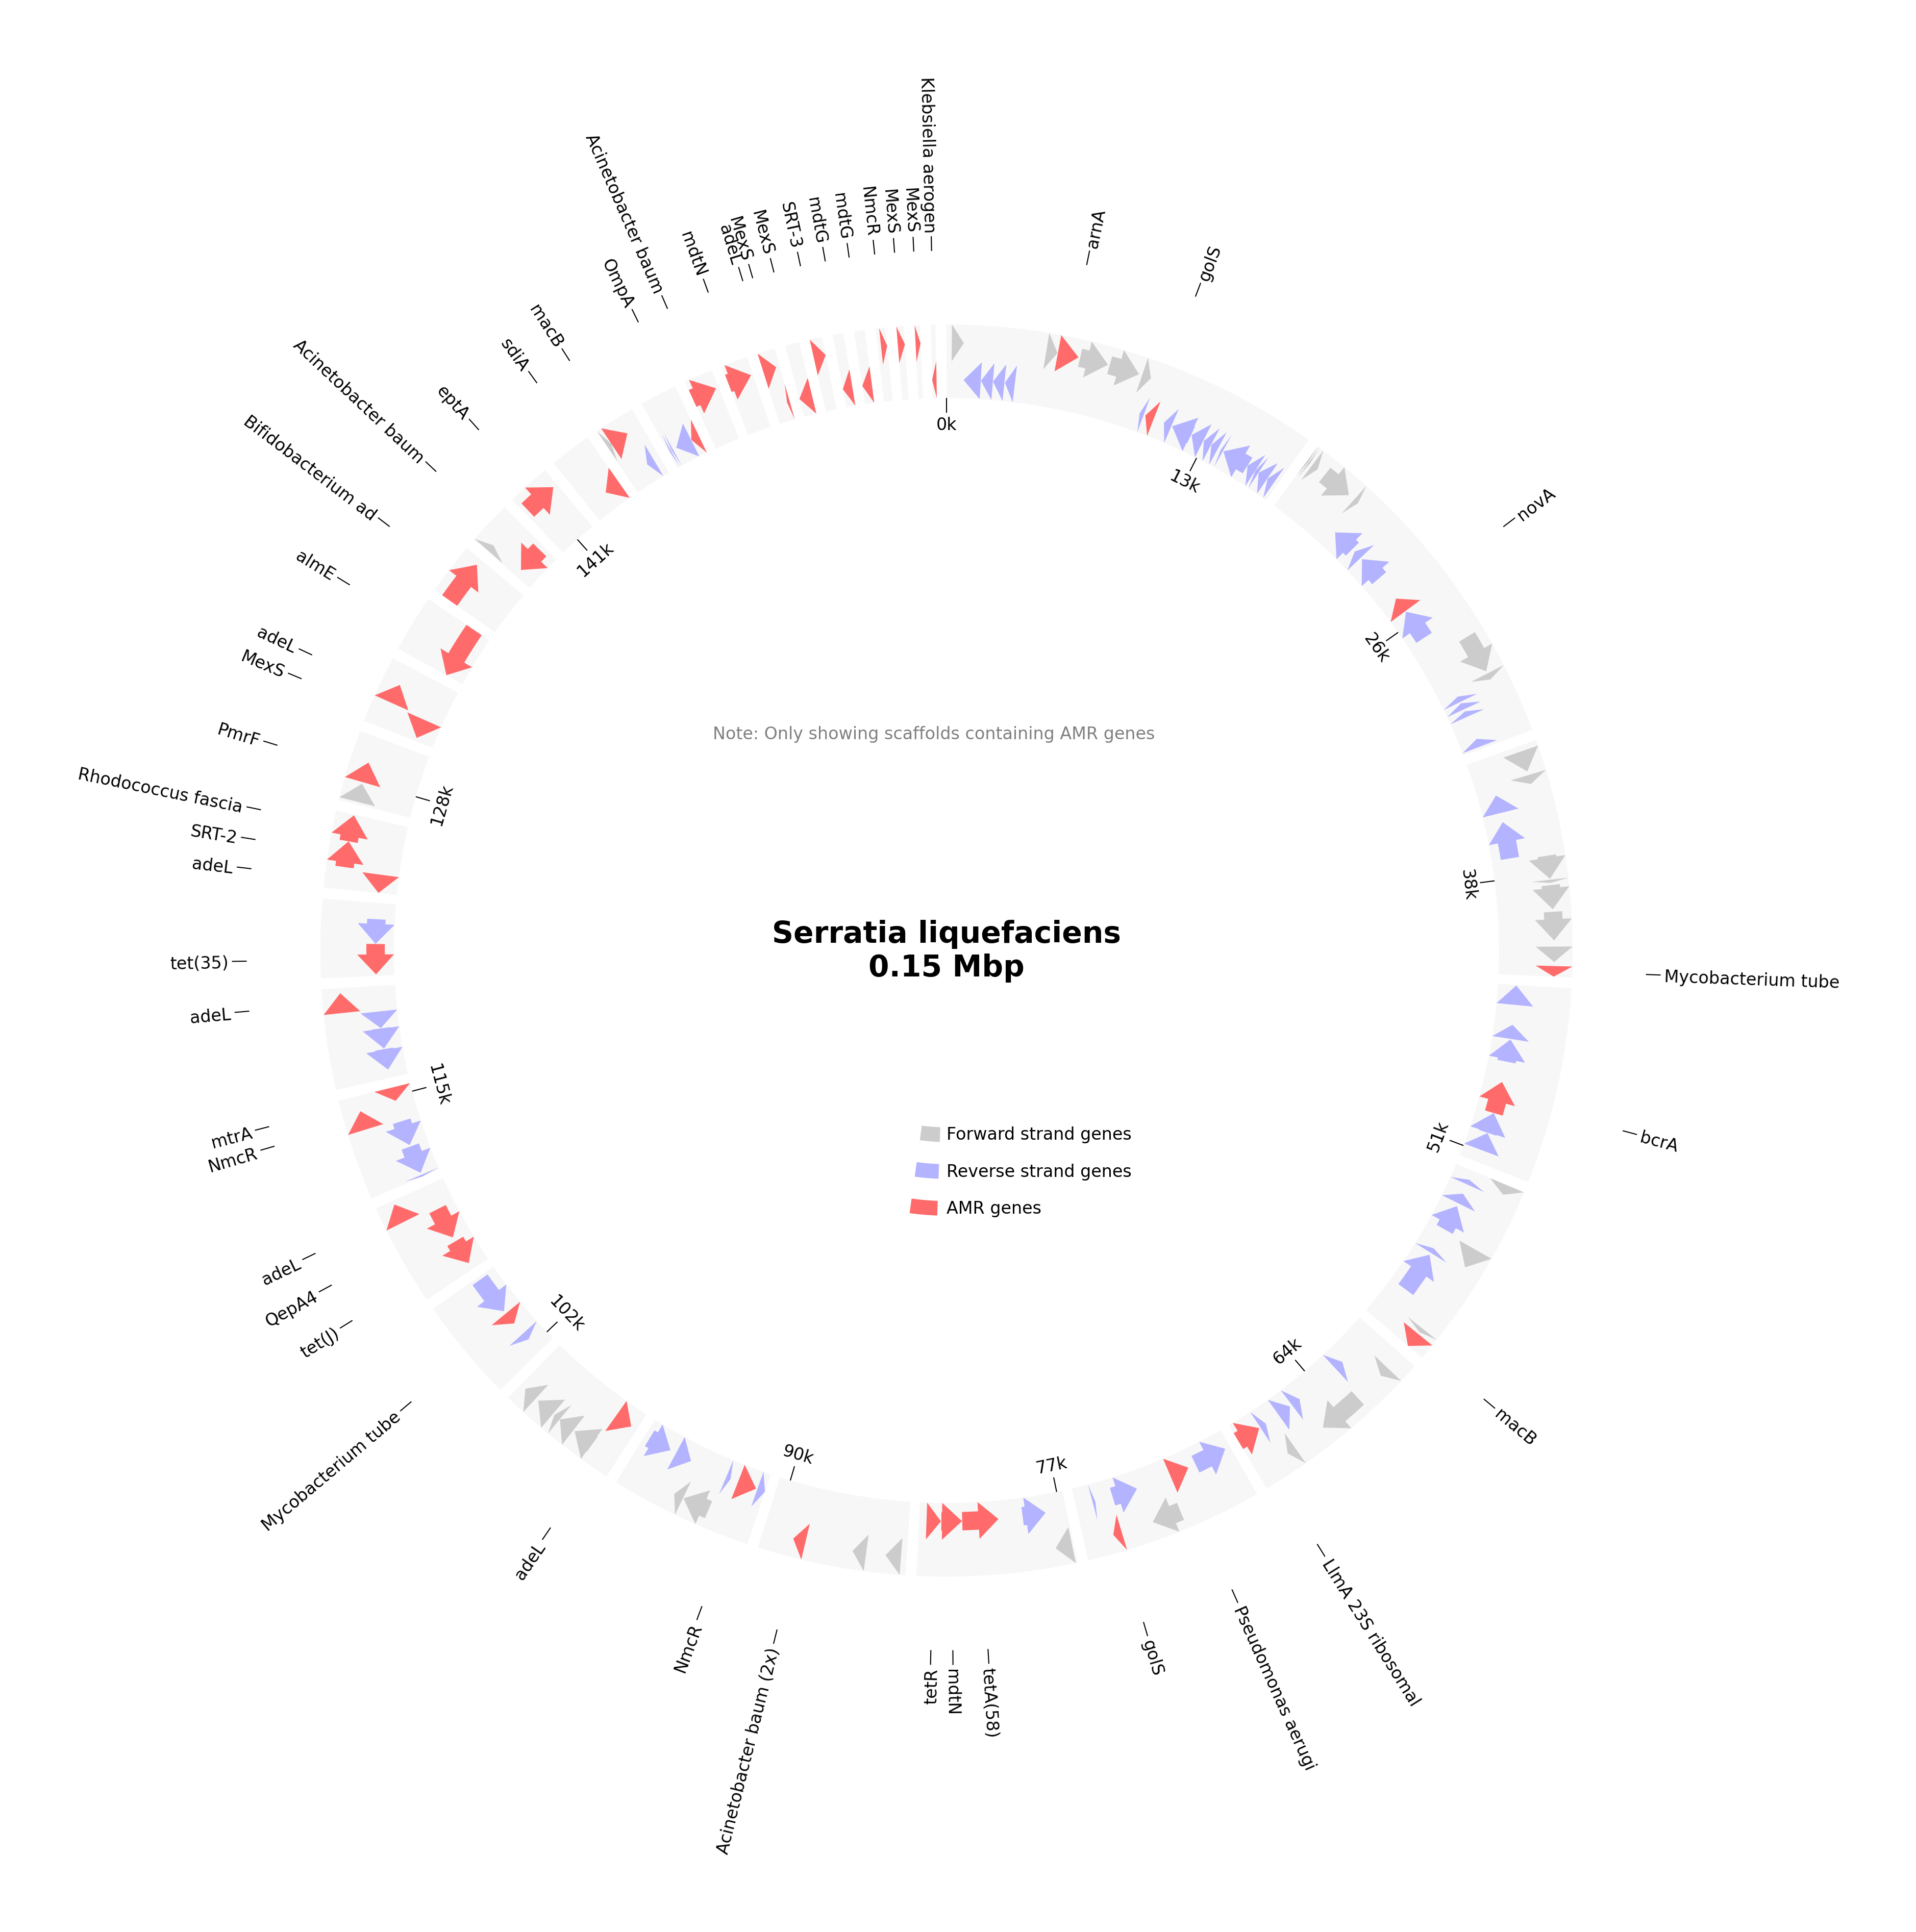 Klebsiella aerogen
arnA
golS
novA
Mycobacterium tube
bcrA
macB
LlmA 23S ribosomal
Pseudomonas aerugi
golS
tetA(58)
mdtN
tetR
Acinetobacter baum (2x)
NmcR
adeL
Mycobacterium tube
tet(J)
QepA4
adeL
NmcR
mtrA
adeL
tet(35)
adeL
SRT-2
Rhodococcus fascia
PmrF
MexS
adeL
almE
Bifidobacterium ad
Acinetobacter baum
eptA
sdiA
macB
OmpA
Acinetobacter baum
mdtN
adeL
MexS
MexS
SRT-3
mdtG
mdtG
NmcR
MexS
MexS
0k
13k
26k
38k
51k
64k
77k
90k
102k
115k
128k
141k
Note: Only showing scaffolds containing AMR genes
Serratia liquefaciens
0.15 Mbp
Forward strand genes
Reverse strand genes
AMR genes